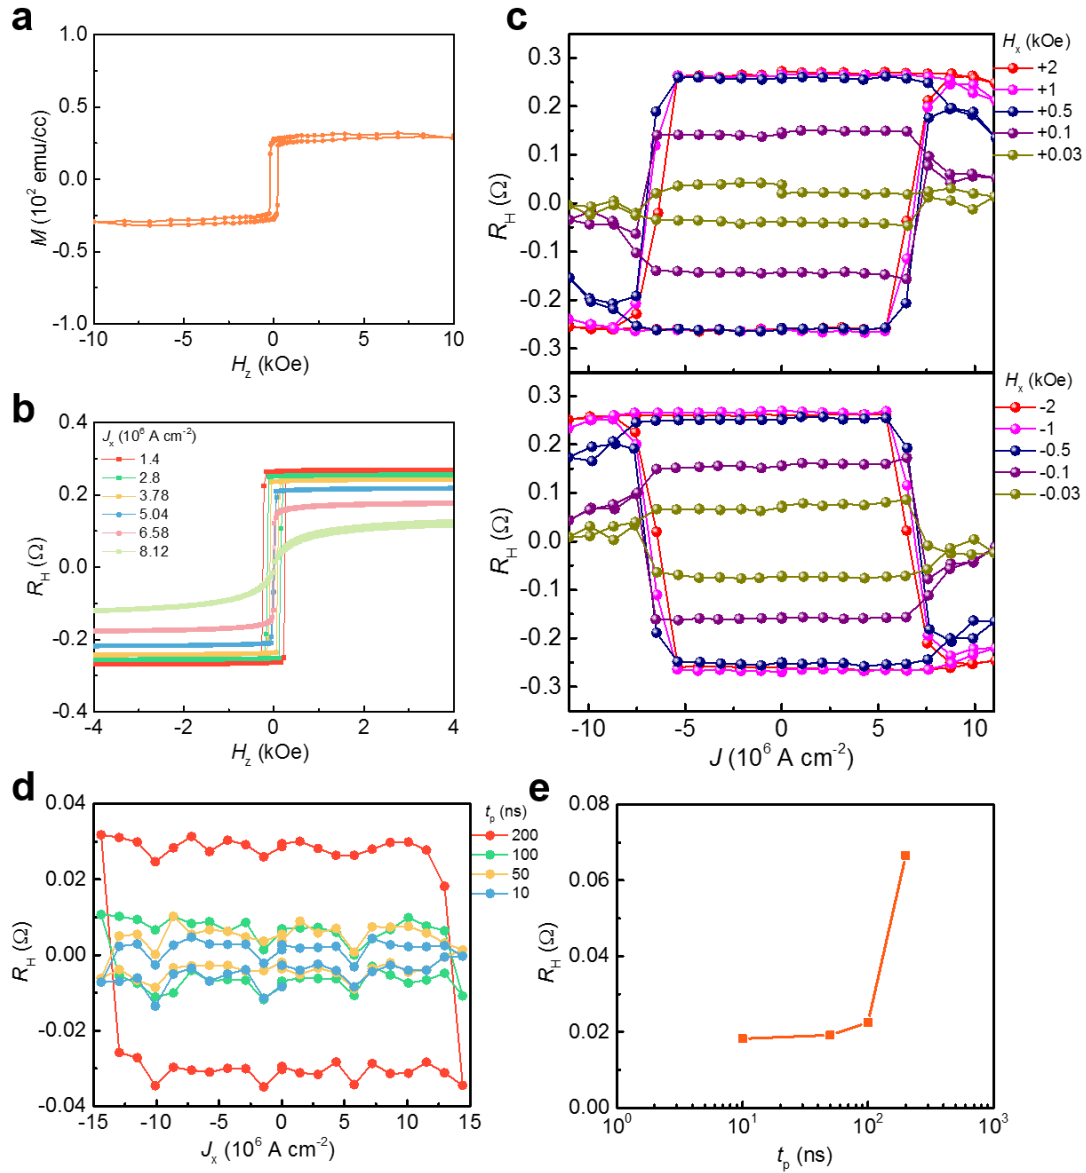 a
1.0
0.5
0.0
-0.5
-1.0
M (10² emu/cc)
-10 -5 0 5 10
Hz (kOe)
b
0.4
0.2
0.0
-0.2
-0.4
RH (Ω)
Jx (10⁶ A cm⁻²)
1.4
2.8
3.78
5.04
6.58
8.12
-4 -2 0 2 4
Hz (kOe)
c
0.3
0.2
0.1
0.0
-0.1
-0.2
-0.3
RH (Ω)
Hx (kOe)
+2
+1
+0.5
+0.1
+0.03
0.3
0.2
0.1
0.0
-0.1
-0.2
-0.3
RH (Ω)
Hx (kOe)
-2
-1
-0.5
-0.1
-0.03
-10 -5 0 5 10
J (10⁶ A cm⁻²)
d
0.04
0.02
0.00
-0.02
-0.04
RH (Ω)
tp (ns)
200
100
50
10
-15 -10 -5 0 5 10 15
Jx (10⁶ A cm⁻²)
e
0.08
0.06
0.04
0.02
0.00
RH (Ω)
10⁰ 10¹ 10² 10³
tp (ns)